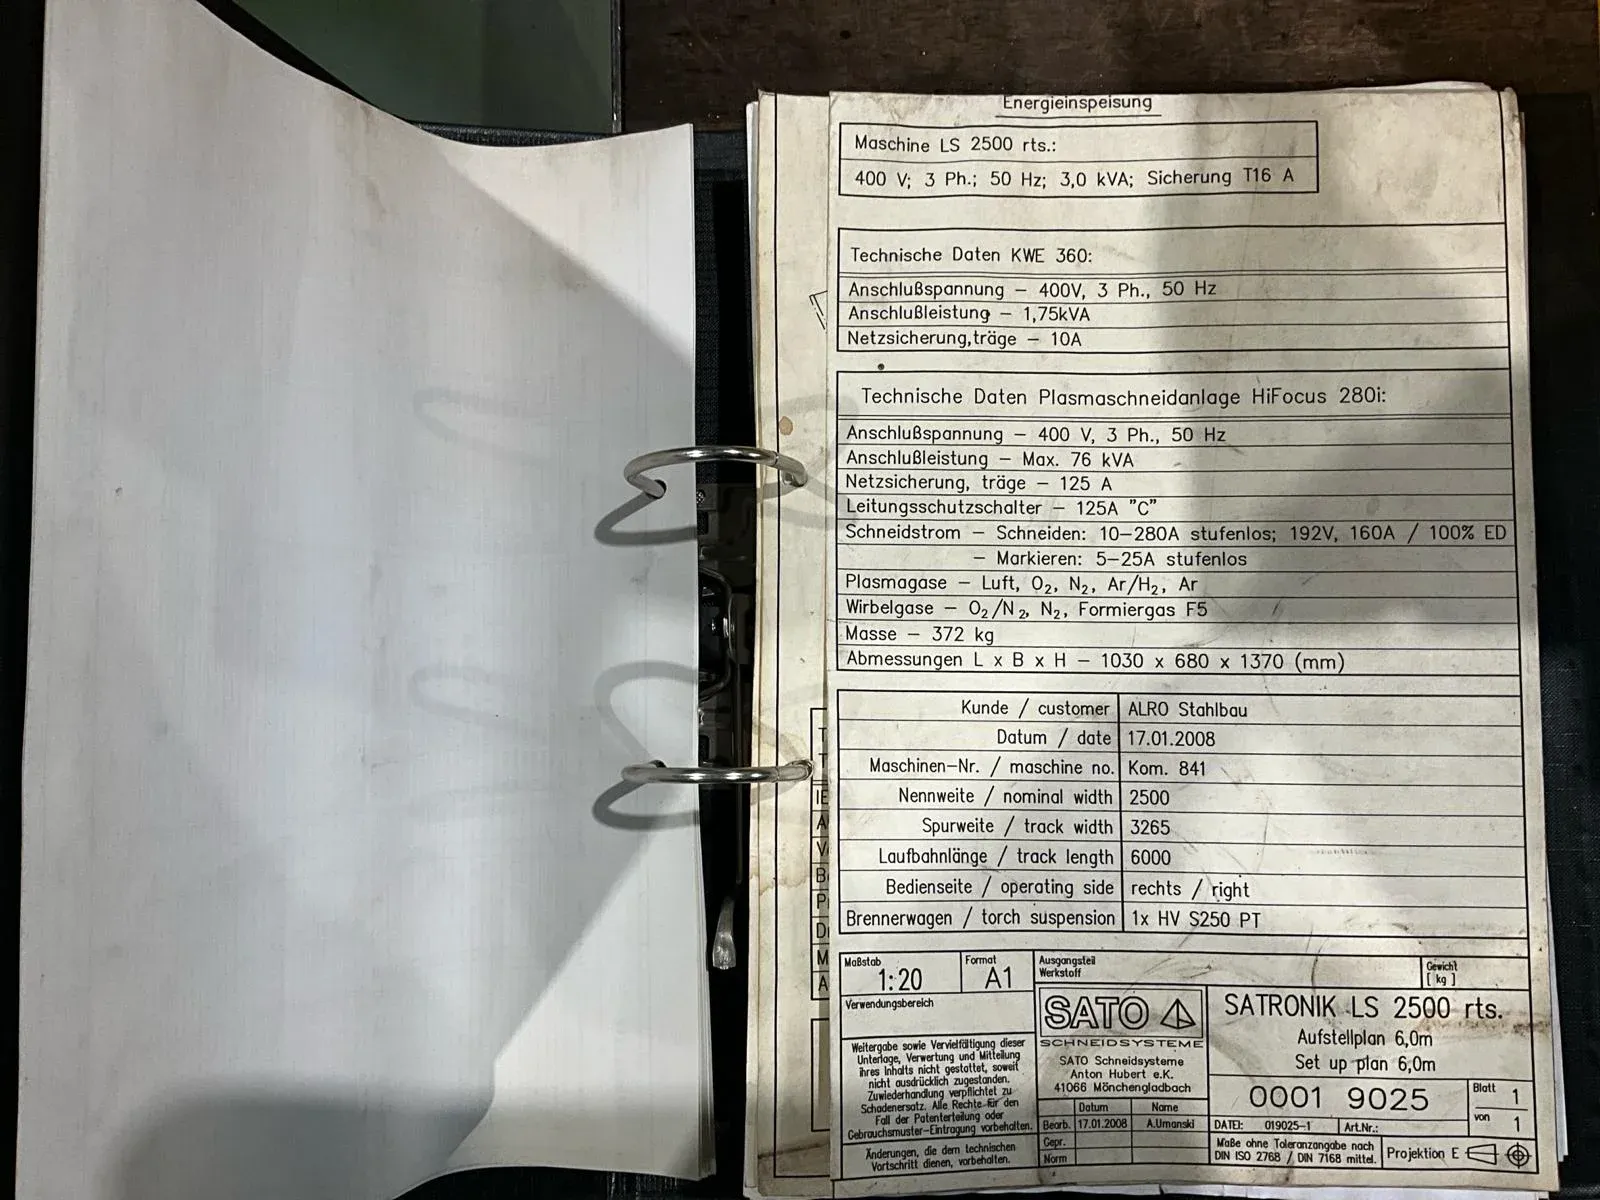 Energieinspeisung
Maschine LS 2500 rts.:
400 V; 3 Ph.; 50 Hz; 3,0 kVA; Sicherung T16 A
Technische Daten KWE 360:
Anschlußspannung – 400V, 3 Ph., 50 Hz
Anschlußleistung – 1,75kVA
Netzsicherung,träge – 10A
Technische Daten Plasmaschneidanlage HiFocus 280i:
Anschlußspannung – 400 V, 3 Ph., 50 Hz
Anschlußleistung – Max. 76 kVA
Netzsicherung, träge – 125 A
Leitungsschutzschalter – 125A "C"
Schneidstrom – Schneiden: 10–280A stufenlos; 192V, 160A / 100% ED
– Markieren: 5–25A stufenlos
Plasmagase – Luft, O₂, N₂, Ar/H₂, Ar
Wirbelgase – O₂/N₂, N₂, Formiergas F5
Masse – 372 kg
Abmessungen L x B x H – 1030 x 680 x 1370 (mm)
Kunde / customer ALRO Stahlbau
Datum / date 17.01.2008
Maschinen-Nr. / maschine no. Kom. 841
Nennweite / nominal width 2500
Spurweite / track width 3265
Laufbahnlänge / track length 6000
Bedienseite / operating side rechts / right
Brennerwagen / torch suspension 1x HV S250 PT
Maßstab
1:20
Format
A1
Ausgangsteil
Werkstoff
Gewicht
[ kg ]
Verwendungsbereich
Weitergabe sowie Vervielfältigung dieser
Unterlage, Verwertung und Mitteilung
ihres Inhalts nicht gestattet, soweit
nicht ausdrücklich zugestanden.
Zuwiederhandlung verpflichtet zu
Schadenersatz. Alle Rechte für den
Fall der Patenterteilung oder
Gebrauchsmuster-Eintragung vorbehalten.
Änderungen, die dem technischen
Vortschritt dienen, vorbehalten.
SATO
SCHNEIDSYSTEME
SATO Schneidsysteme
Anton Hubert e.K.
41066 Mönchengladbach
Datum Name
Bearb. 17.01.2008 A.Umanski
Gepr.
Norm
SATRONIK LS 2500 rts.
Aufstellplan 6,0m
Set up plan 6,0m
0001 9025
Blatt 1
von 1
DATEI: 019025-1 Art.Nr.:
Maße ohne Toleranzangabe nach
DIN ISO 2768 / DIN 7168 mittel.
Projektion E